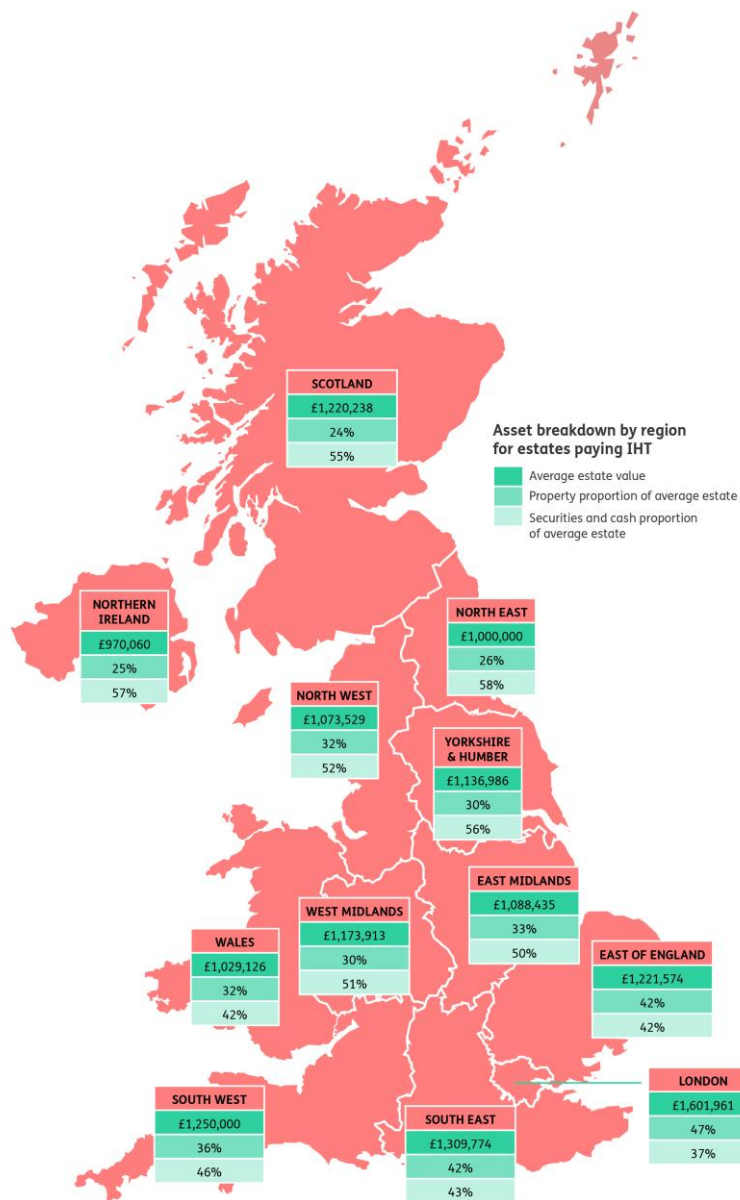 SCOTLAND
£1,220,238
24%
55%
Asset breakdown by region
for estates paying IHT
Average estate value
Property proportion of average estate
Securities and cash proportion
of average estate
NORTHERN
IRELAND
£970,060
25%
57%
NORTH EAST
£1,000,000
26%
58%
NORTH WEST
£1,073,529
32%
52%
YORKSHIRE
& HUMBER
£1,136,986
30%
56%
EAST MIDLANDS
£1,088,435
33%
50%
WEST MIDLANDS
£1,173,913
30%
51%
WALES
£1,029,126
32%
42%
EAST OF ENGLAND
£1,221,574
42%
42%
LONDON
£1,601,961
47%
37%
SOUTH WEST
£1,250,000
36%
46%
SOUTH EAST
£1,309,774
42%
43%